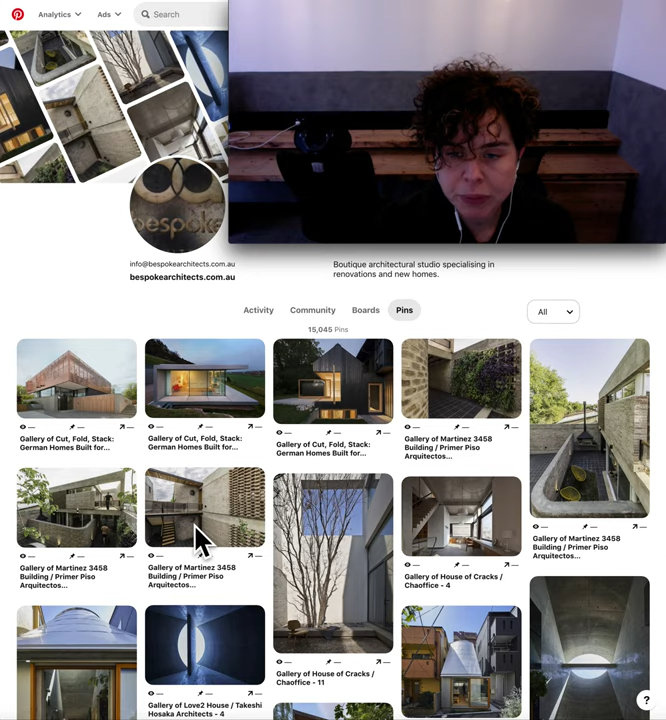 Analytics
Ads
Search
bespoke
info@bespokearchitects.com.au
bespokearchitects.com.au
Boutique architectural studio specialising in
renovations and new homes.
Activity
Community
Boards
Pins
All
15,045 Pins
Gallery of Cut, Fold, Stack:
German Homes Built for...
Gallery of Cut, Fold, Stack:
German Homes Built for...
Gallery of Cut, Fold, Stack:
German Homes Built for...
Gallery of Martinez 3458
Building / Primer Piso
Arquitectos...
Gallery of Martinez 3458
Building / Primer Piso
Arquitectos...
Gallery of Martinez 3458
Building / Primer Piso
Arquitectos...
Gallery of House of Cracks /
Chaoffice - 4
Gallery of Martinez 3458
Building / Primer Piso
Arquitectos...
Gallery of House of Cracks /
Chaoffice - 11
Gallery of Love2 House / Takeshi
Hosaka Architects - 4
?